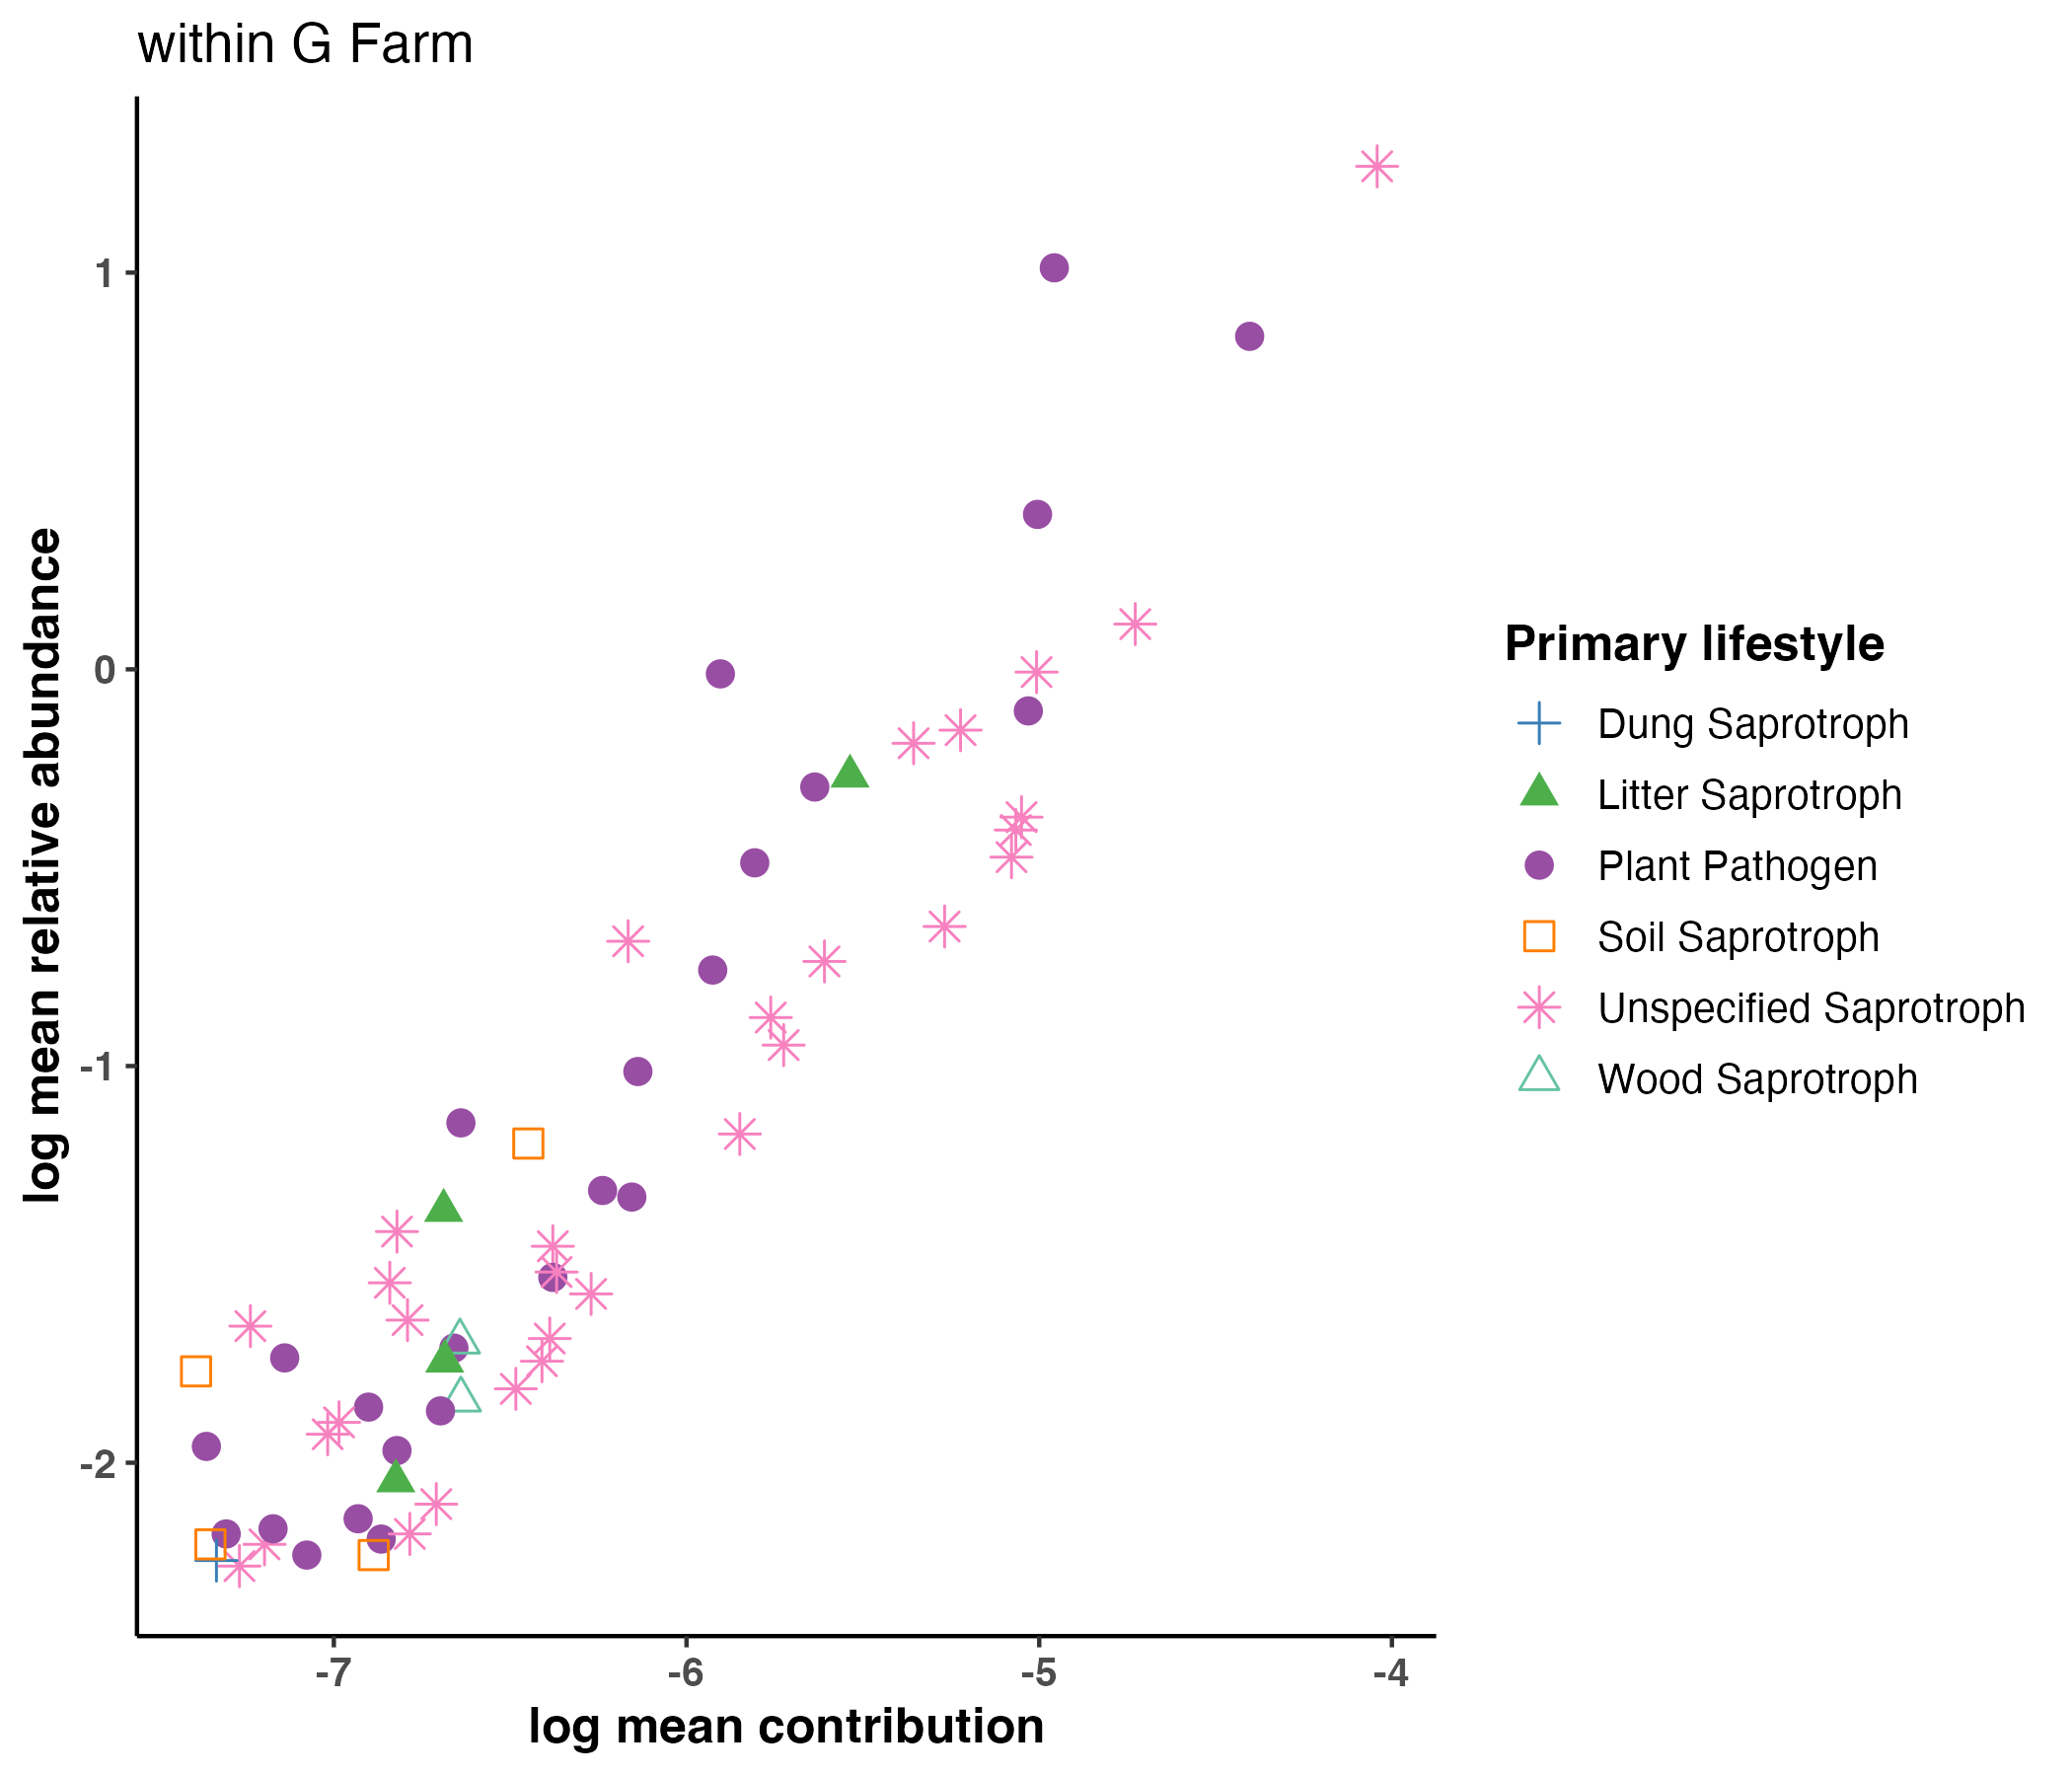 within G Farm
log mean relative abundance
1
0
-1
-2
-7
-6
-5
-4
log mean contribution
Primary lifestyle
Dung Saprotroph
Litter Saprotroph
Plant Pathogen
Soil Saprotroph
Unspecified Saprotroph
Wood Saprotroph